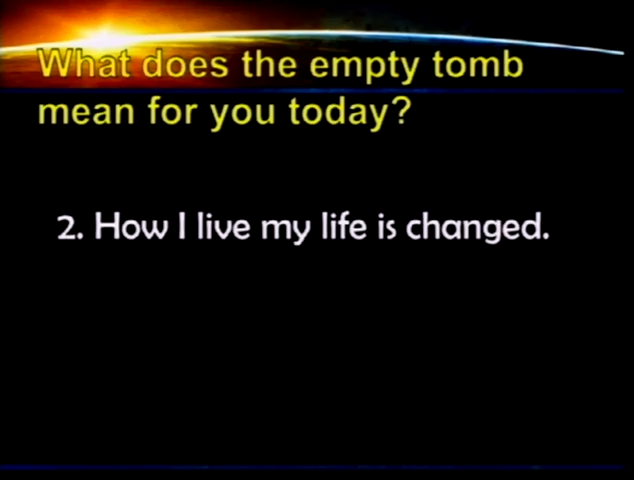 What does the empty tomb
mean for you today?
2. How I live my life is changed.